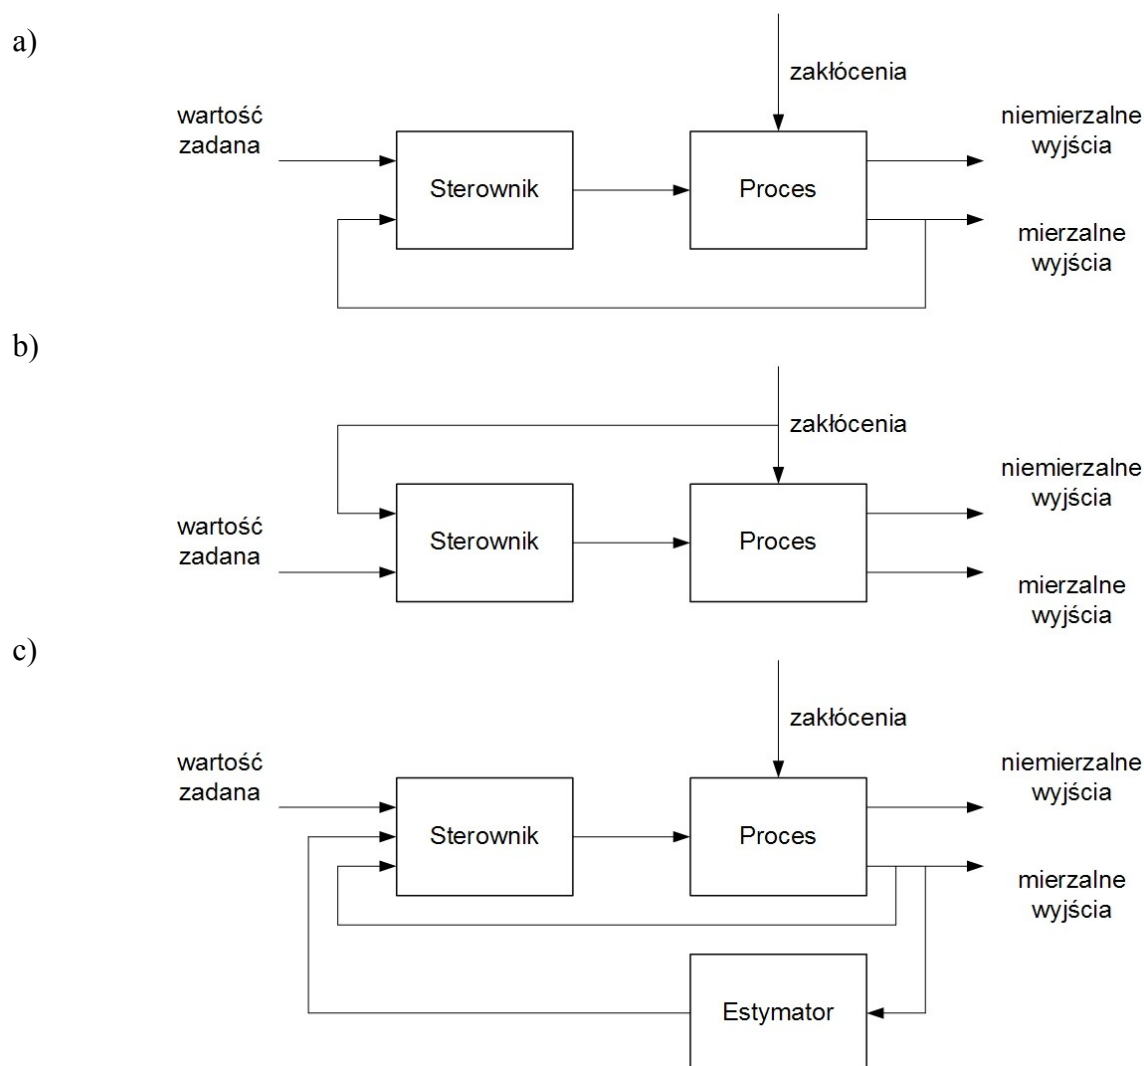 a)
zakłócenia
wartość
zadana
niemierzalne
wyjścia
Sterownik
Proces
mierzalne
wyjścia
b)
zakłócenia
niemierzalne
wyjścia
wartość
zadana
Sterownik
Proces
mierzalne
wyjścia
c)
zakłócenia
wartość
zadana
niemierzalne
wyjścia
Sterownik
Proces
mierzalne
wyjścia
Estymator